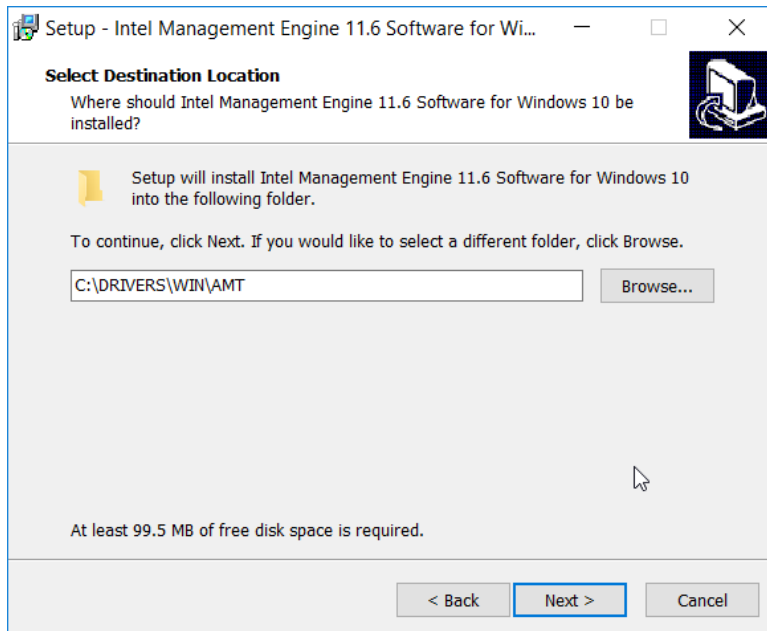 Setup - Intel Management Engine 11.6 Software for Wi...
Select Destination Location
Where should Intel Management Engine 11.6 Software for Windows 10 be
installed?
Setup will install Intel Management Engine 11.6 Software for Windows 10
into the following folder.
To continue, click Next. If you would like to select a different folder, click Browse.
C:\DRIVERS\WIN\AMT
Browse...
At least 99.5 MB of free disk space is required.
< Back
Next >
Cancel